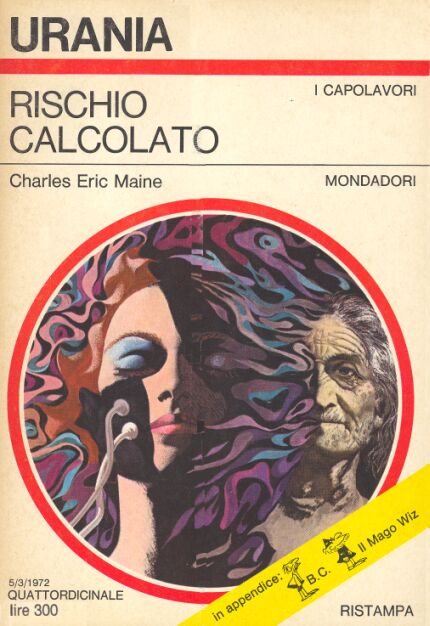 URANIA
I CAPOLAVORI
RISCHIO
CALCOLATO
Charles Eric Maine
MONDADORI
5/3/1972
QUATTORDICINALE
lire 300
in appendice: B.C. Il Mago Wiz
RISTAMPA